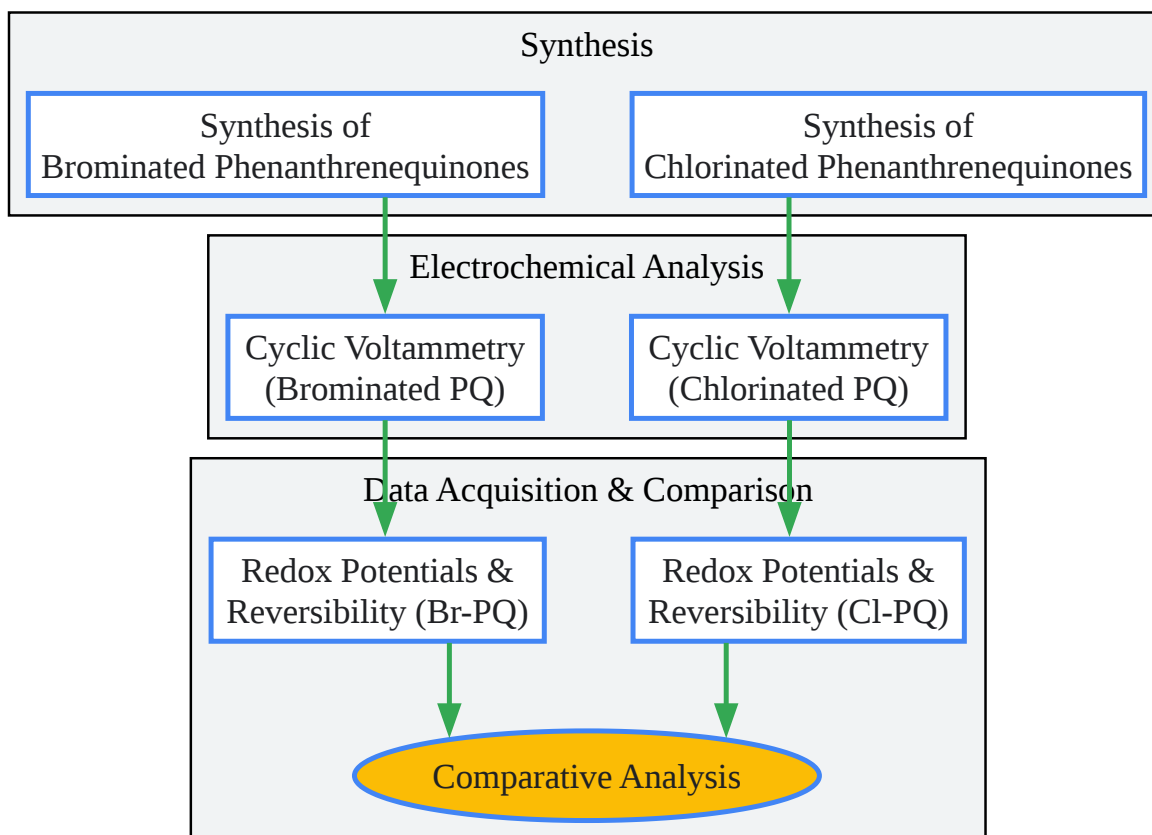 Synthesis
Synthesis of
Brominated Phenanthrenequinones
Synthesis of
Chlorinated Phenanthrenequinones
Electrochemical Analysis
Cyclic Voltammetry
(Brominated PQ)
Cyclic Voltammetry
(Chlorinated PQ)
Data Acquisition & Comparison
Redox Potentials &
Reversibility (Br-PQ)
Redox Potentials &
Reversibility (Cl-PQ)
Comparative Analysis